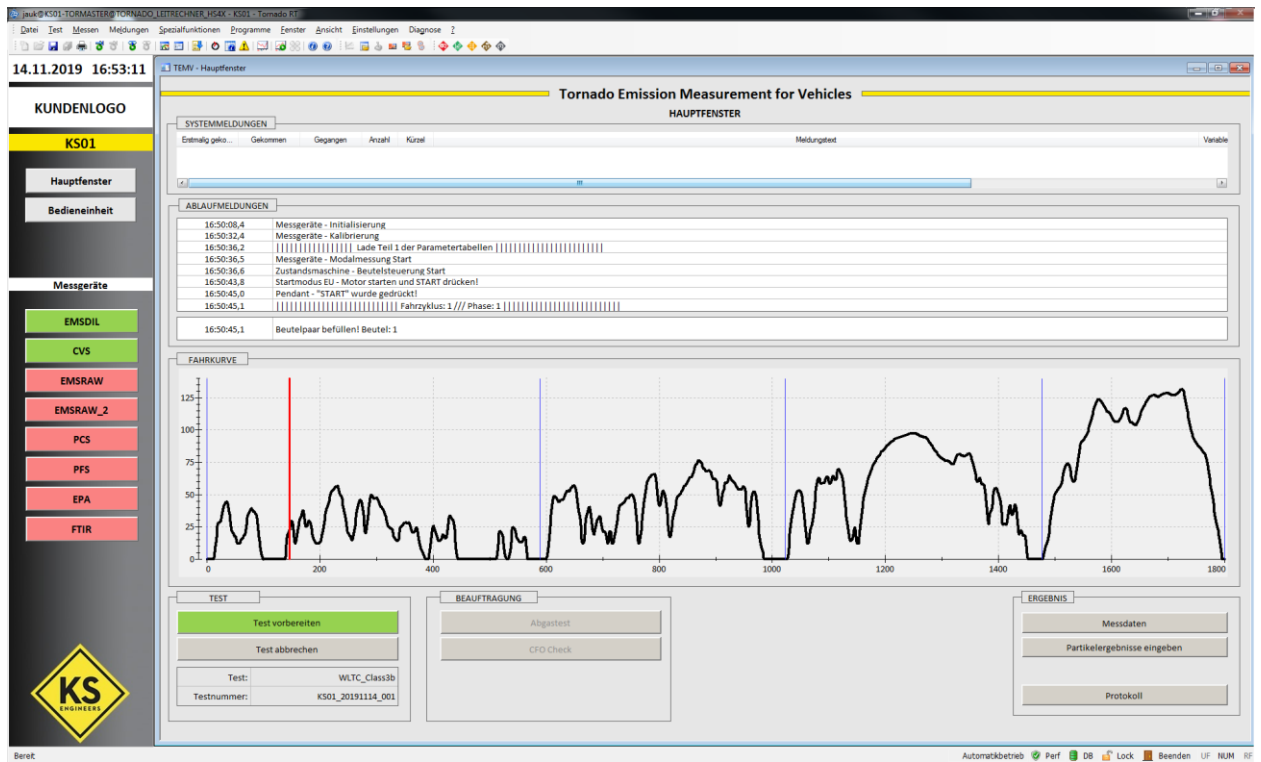 jauk@KS01-TORMASTER@TORNADO_LEITRECHNER_HS4X - KS01 - Tornado RT
Datei Test Messen Meldungen Spezialfunktionen Programme Fenster Ansicht Einstellungen Diagnose ?
14.11.2019 16:53:11
TEMV - Hauptfenster
Tornado Emission Measurement for Vehicles
HAUPTFENSTER
KUNDENLOGO
KS01
Hauptfenster
Bedieneinheit
Messgeräte
EMSDIL
CVS
EMSRAW
EMSRAW_2
PCS
PFS
EPA
FTIR
KS
ENGINEERS
SYSTEMMELDUNGEN
Erstmalig geko... Gekommen Gegangen Anzahl Kürzel Meldungstext Variable
ABLAUFMELDUNGEN
16:50:08,4 Messgeräte - Initialisierung
16:50:32,4 Messgeräte - Kalibrierung
16:50:36,2 ||||||||||||||||| Lade Teil 1 der Parametertabellen ||||||||||||||||||||||||
16:50:36,5 Messgeräte - Modalmessung Start
16:50:36,6 Zustandsmaschine - Beutelsteuerung Start
16:50:43,8 Startmodus EU - Motor starten und START drücken!
16:50:45,0 Pendant - "START" wurde gedrückt!
16:50:45,1 ||||||||||||||||||||||||||| Fahrzyklus: 1 /// Phase: 1 ||||||||||||||||||||||||||
16:50:45,1 Beutelpaar befüllen! Beutel: 1
FAHRKURVE
125
100
75
50
25
0
0 200 400 600 800 1000 1200 1400 1600 1800
TEST
Test vorbereiten
Test abbrechen
Test: WLTC_Class3b
Testnummer: KS01_20191114_001
BEAUFTRAGUNG
Abgastest
CFO Check
ERGEBNIS
Messdaten
Partikelergebnisse eingeben
Protokoll
Bereit Automatikbetrieb Perf DB Lock Beenden UF NUM RF